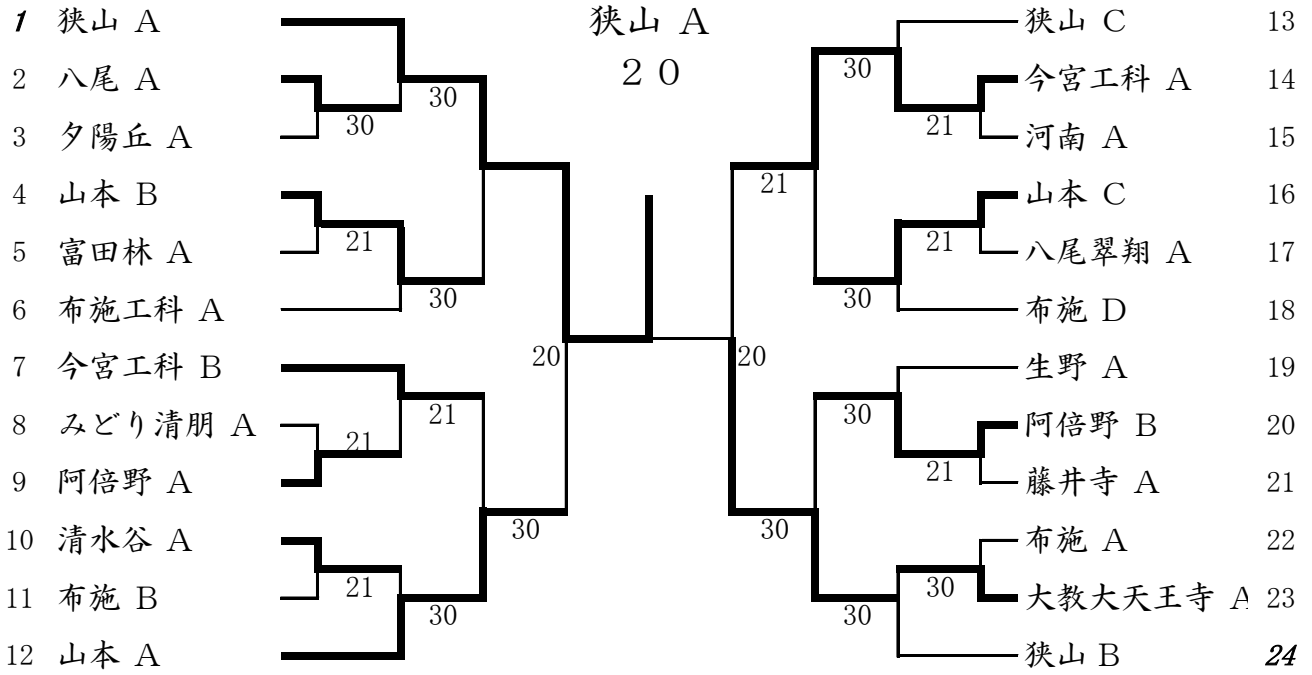 狭山 A
２０
1 狭山 A
2 八尾 A
3 夕陽丘 A
4 山本 B
5 富田林 A
6 布施工科 A
7 今宮工科 B
8 みどり清朋 A
9 阿倍野 A
10 清水谷 A
11 布施 B
12 山本 A
30
30
21
30
21
21
21
30
30
20
30
21
21
30
21
30
21
30
30
20
30
狭山 C 13
今宮工科 A 14
河南 A 15
山本 C 16
八尾翠翔 A 17
布施 D 18
生野 A 19
阿倍野 B 20
藤井寺 A 21
布施 A 22
大教大天王寺 A 23
狭山 B 24